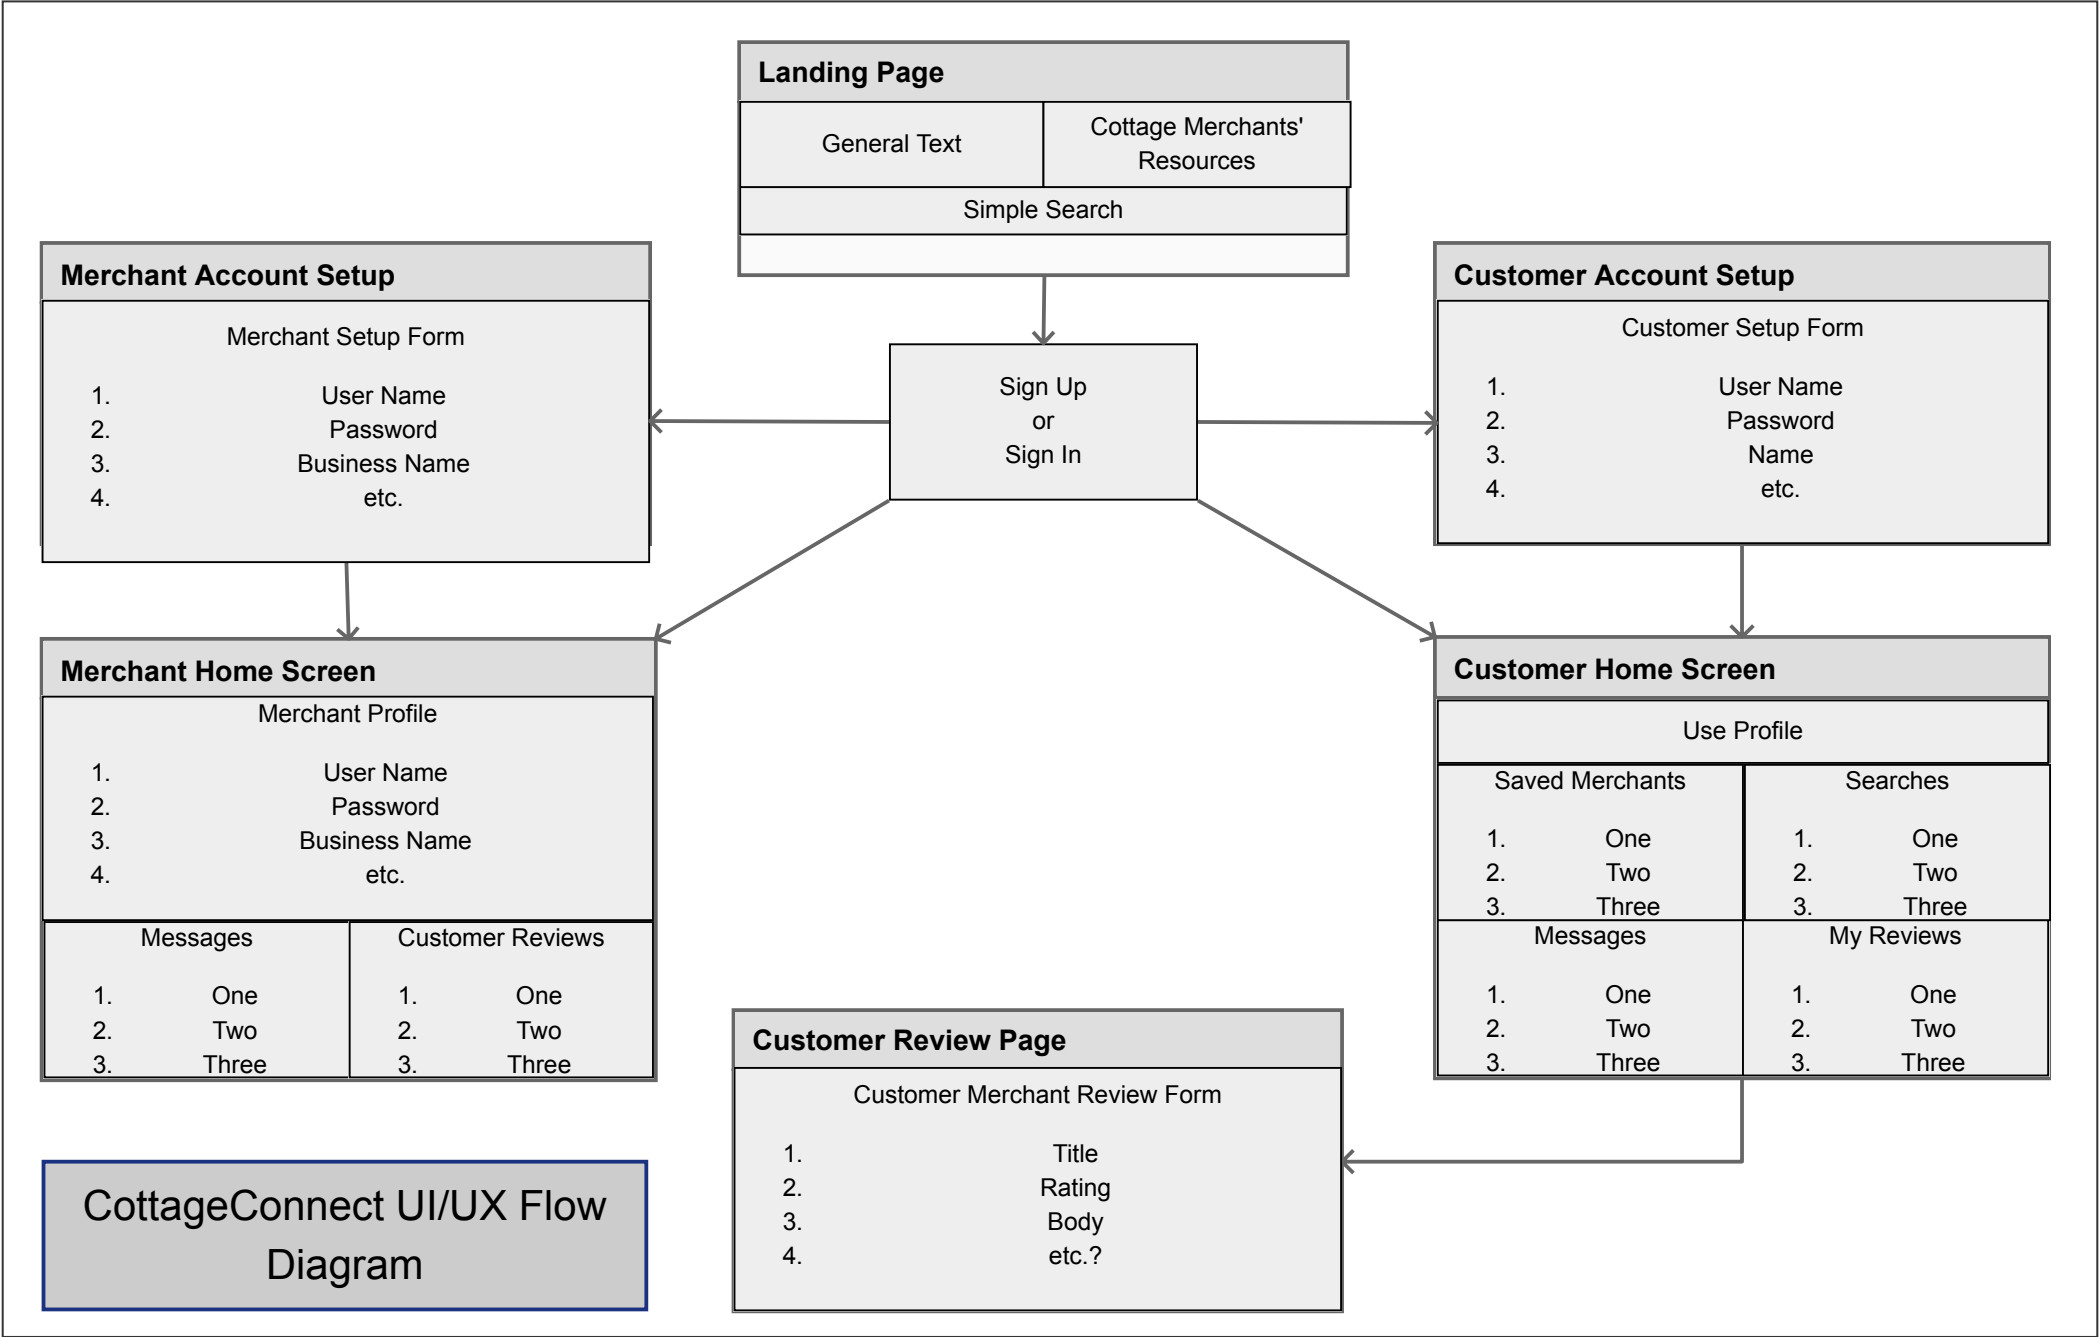 Landing Page
General Text
Cottage Merchants'
Resources
Simple Search
Merchant Account Setup
Merchant Setup Form
1. User Name
2. Password
3. Business Name
4. etc.
Sign Up
or
Sign In
Customer Account Setup
Customer Setup Form
1. User Name
2. Password
3. Name
4. etc.
Merchant Home Screen
Merchant Profile
1. User Name
2. Password
3. Business Name
4. etc.
Messages
1. One
2. Two
3. Three
Customer Reviews
1. One
2. Two
3. Three
Customer Home Screen
Use Profile
Saved Merchants
1. One
2. Two
3. Three
Searches
1. One
2. Two
3. Three
Messages
1. One
2. Two
3. Three
My Reviews
1. One
2. Two
3. Three
Customer Review Page
Customer Merchant Review Form
1. Title
2. Rating
3. Body
4. etc.?
CottageConnect UI/UX Flow
Diagram